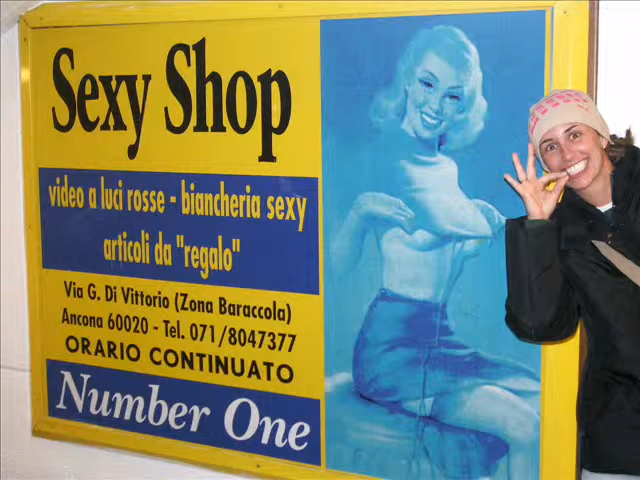 Sexy Shop
video a luci rosse - biancheria sexy
articoli da "regalo"
Via G. Di Vittorio (Zona Baraccola)
Ancona 60020 - Tel. 071/8047377
ORARIO CONTINUATO
Number One